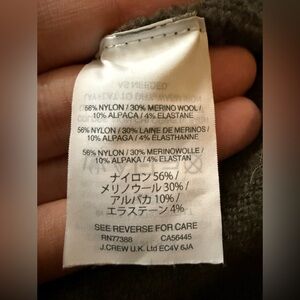 56% NYLON / 30% MERINO WOOL /
10% ALPACA / 4% ELASTANE
56% NYLON / 30% LAINE DE MERINOS /
10% ALPAGA / 4% ELASTHANNE
56% NYLON / 30% MERINOWOLLE /
10% ALPAKA / 4% ELASTAN
ナイロン 56% /
メリノウール 30% /
アルパカ 10% /
エラステーン 4%
SEE REVERSE FOR CARE
RN77388 CA56445
J.CREW U.K. Ltd EC4V 6JA